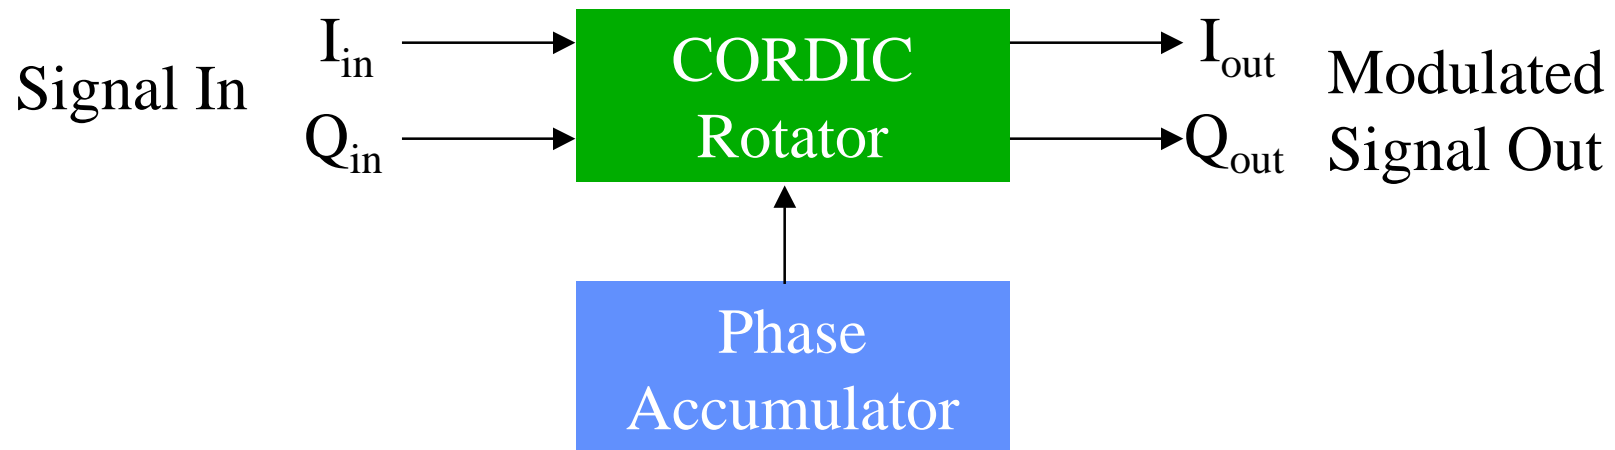 Signal In
I_in
Q_in
CORDIC
Rotator
I_out
Q_out
Modulated
Signal Out
Phase
Accumulator